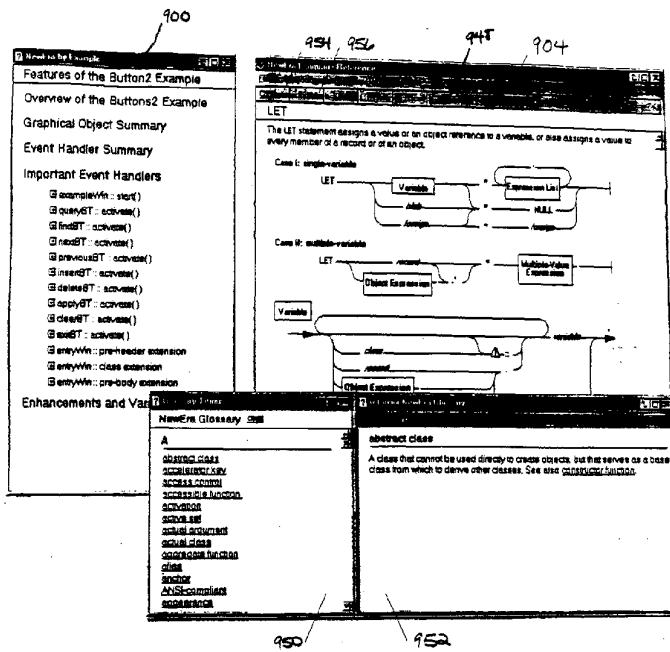 900
954 956 948 904
NewEra by Example
Features of the Button2 Example
Overview of the Buttons2 Example
Graphical Object Summary
Event Handler Summary
Important Event Handlers
exampleWin :: start()
queryBT :: activate()
findBT :: activate()
nextBT :: activate()
previousBT :: activate()
insertBT :: activate()
deleteBT :: activate()
applyBT :: activate()
clearBT :: activate()
exitBT :: activate()
entryWin :: pre-header extension
entryWin :: class extension
entryWin :: pre-body extension
Enhancements and Var
Reference
LET
The LET statement assigns a value or an object reference to a variable, or else assigns a value to
every member of a record or of an object.
Case I: single-variable
LET Variable = Expression List
NULL
Case II: multiple-variable
LET .record = Multiple-Value Expression
Object Expression .
Variable
variable
.class
.record
Object Expression
NewEra Glossary
A
abstract class
accelerator key
access control
accessible function
activation
active set
actual argument
actual class
aggregate function
alias
anchor
ANSI-compliant
appearance
abstract class
A class that cannot be used directly to create objects, but that serves as a base
class from which to derive other classes. See also constructor function.
950 952